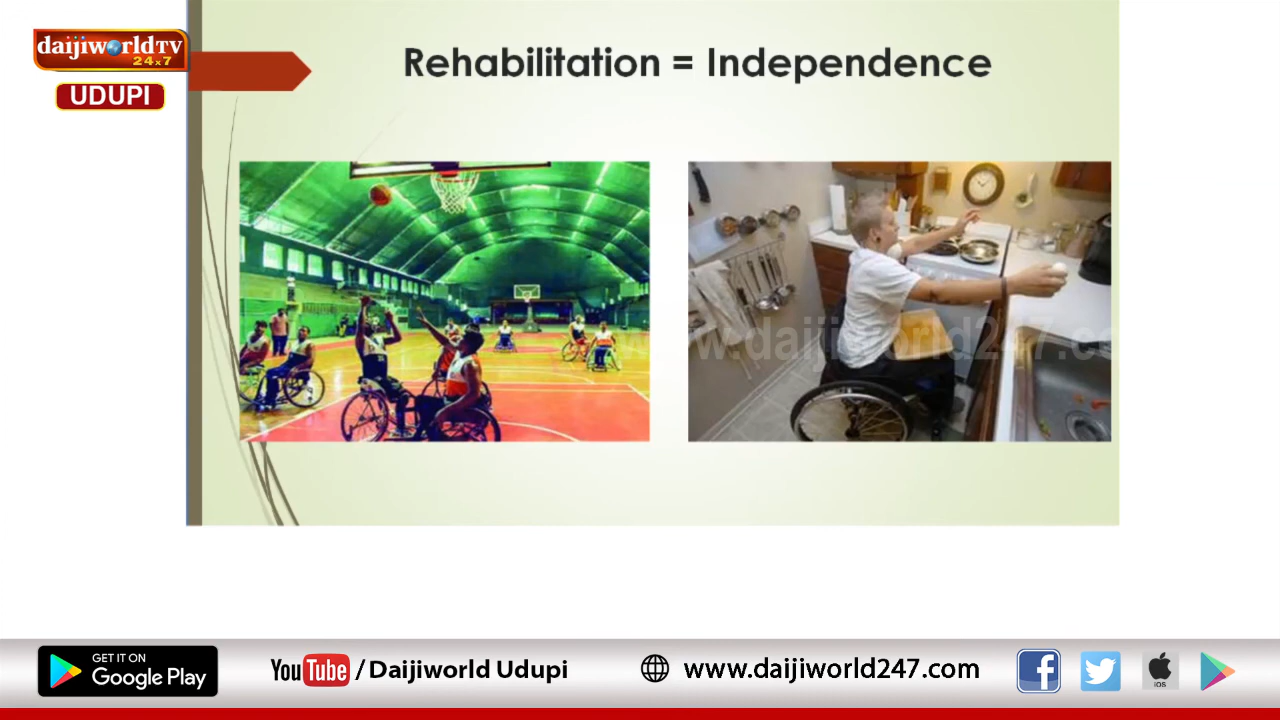 daijiworldTV
24x7
UDUPI
Rehabilitation = Independence
www.daijiworld247.com
GET IT ON
Google Play
YouTube / Daijiworld Udupi
www.daijiworld247.com
iOS